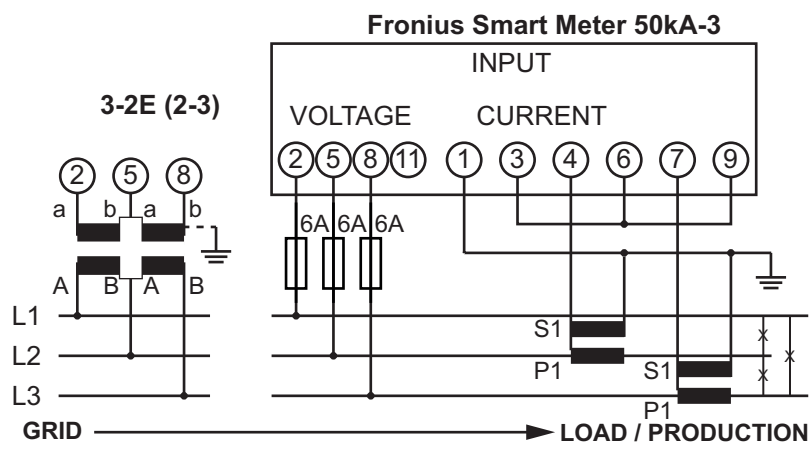 Fronius Smart Meter 50kA-3
INPUT
3-2E (2-3)
VOLTAGE CURRENT
2 5 8 11 1 3 4 6 7 9
2 5 8
a b a b
6A 6A 6A
A B A B
L1
S1
L2
P1 S1
L3
P1
GRID LOAD / PRODUCTION
x
x
x